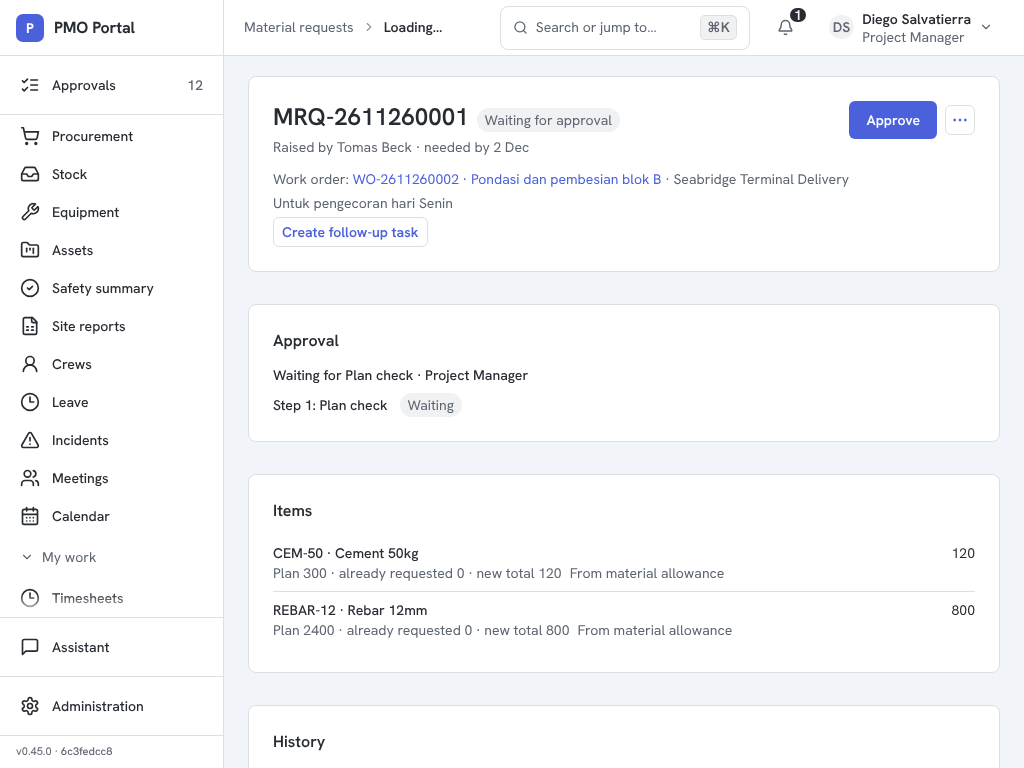 P PMO Portal
Material requests > Loading...
Search or jump to... ⌘K
1
DS
Diego Salvatierra
Project Manager
Approvals 12
Procurement
Stock
Equipment
Assets
Safety summary
Site reports
Crews
Leave
Incidents
Meetings
Calendar
My work
Timesheets
Assistant
Administration
v0.45.0 · 6c3fedcc8
MRQ-2611260001 Waiting for approval
Approve ...
Raised by Tomas Beck · needed by 2 Dec
Work order: WO-2611260002 · Pondasi dan pembesian blok B · Seabridge Terminal Delivery
Untuk pengecoran hari Senin
Create follow-up task
Approval
Waiting for Plan check · Project Manager
Step 1: Plan check Waiting
Items
CEM-50 · Cement 50kg 120
Plan 300 · already requested 0 · new total 120 From material allowance
REBAR-12 · Rebar 12mm 800
Plan 2400 · already requested 0 · new total 800 From material allowance
History